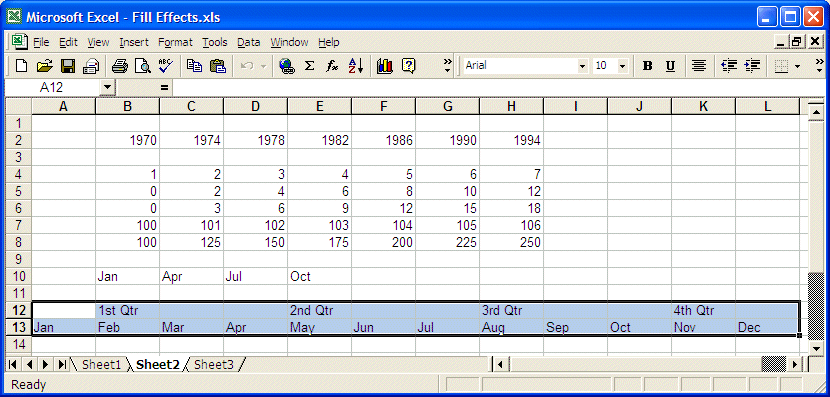 Microsoft Excel - Fill Effects.xls
File Edit View Insert Format Tools Data Window Help
Arial 10 B U
A12 =
A B C D E F G H I J K L
1
2 1970 1974 1978 1982 1986 1990 1994
3
4 1 2 3 4 5 6 7
5 0 2 4 6 8 10 12
6 0 3 6 9 12 15 18
7 100 101 102 103 104 105 106
8 100 125 150 175 200 225 250
9
10 Jan Apr Jul Oct
11
12 1st Qtr 2nd Qtr 3rd Qtr 4th Qtr
13 Jan Feb Mar Apr May Jun Jul Aug Sep Oct Nov Dec
14
Sheet1 Sheet2 Sheet3
Ready